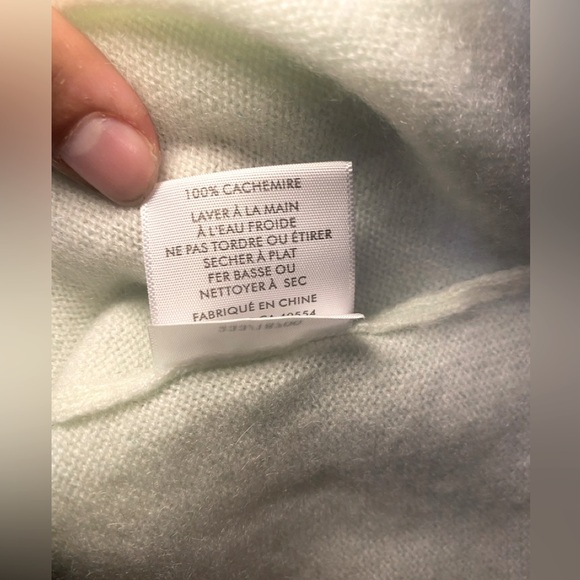 100% CACHEMIRE
LAVER À LA MAIN
À L'EAU FROIDE
NE PAS TORDRE OU ÉTIRER
SECHER À PLAT
FER BASSE OU
NETTOYER À SEC
FABRIQUÉ EN CHINE
49554